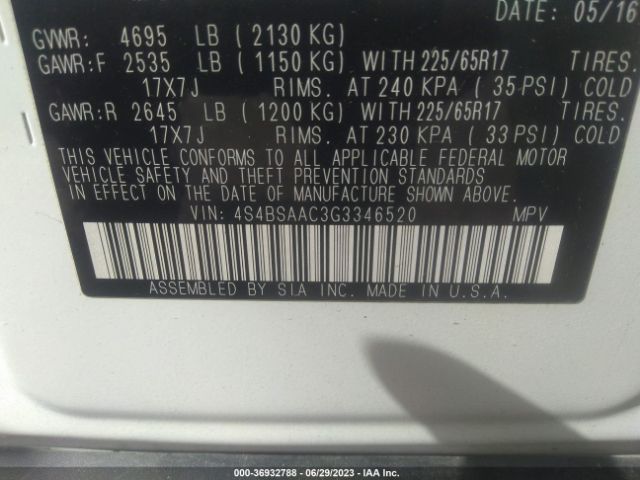 DATE: 05/16
GVWR: 4695 LB ( 2130 KG)
GAWR:F 2535 LB ( 1150 KG) WITH 225/65R17 TIRES.
17X7J RIMS. AT 240 KPA ( 35 PSI) COLD
GAWR:R 2645 LB ( 1200 KG) WITH 225/65R17 TIRES.
17X7J RIMS. AT 230 KPA ( 33 PSI) COLD
THIS VEHICLE CONFORMS TO ALL APPLICABLE FEDERAL MOTOR
VEHICLE SAFETY AND THEFT PREVENTION STANDARDS
IN EFFECT ON THE DATE OF MANUFACTURE SHOWN ABOVE.
VIN: 4S4BSAAC3G3346520 MPV
ASSEMBLED BY SIA INC. MADE IN U.S.A.
000-36932788 - 06/29/2023 - IAA Inc.